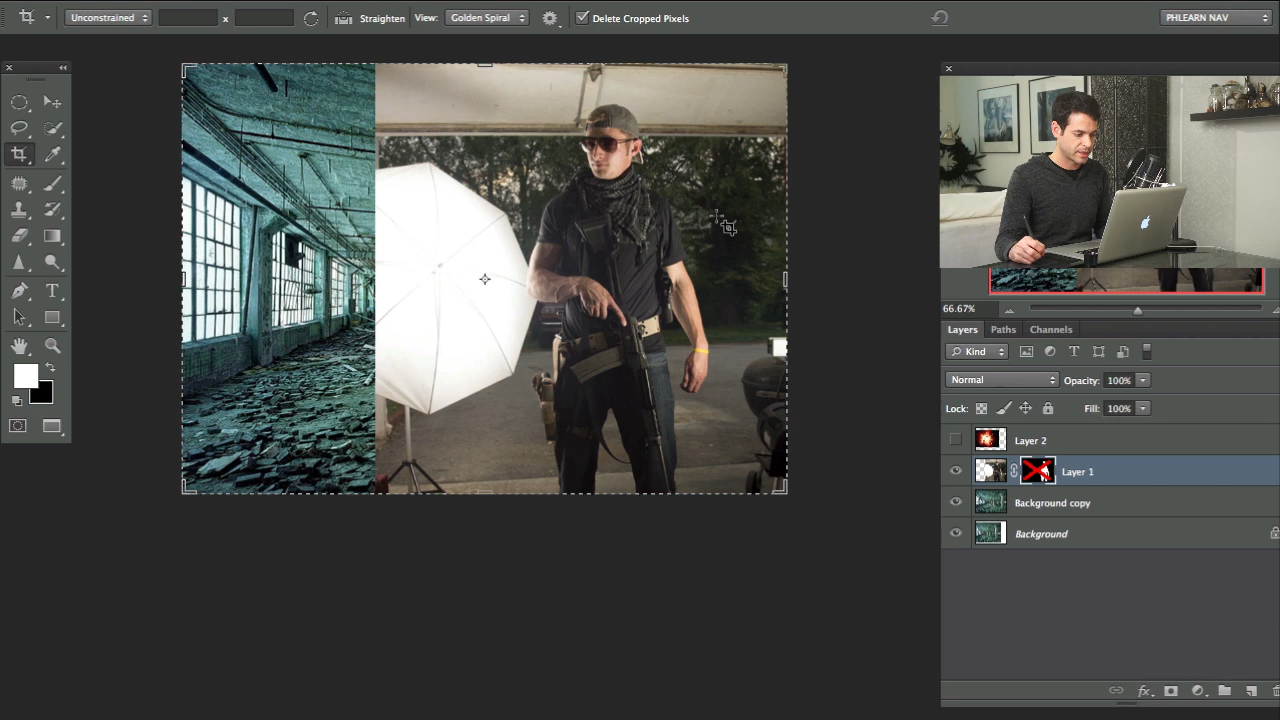 Unconstrained x Straighten View: Golden Spiral Delete Cropped Pixels PHLEARN NAV
66.67%
Layers Paths Channels
Kind T
Normal Opacity: 100%
Lock: Fill: 100%
Layer 2
Layer 1
Background copy
Background
fx